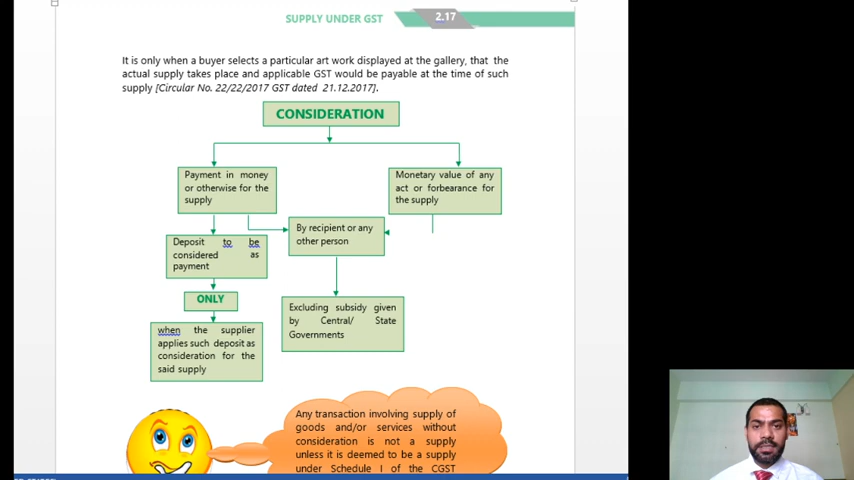 SUPPLY UNDER GST 2.17
It is only when a buyer selects a particular art work displayed at the gallery, that the
actual supply takes place and applicable GST would be payable at the time of such
supply [Circular No. 22/22/2017 GST dated 21.12.2017].
CONSIDERATION
Payment in money
or otherwise for the
supply
Monetary value of any
act or forbearance for
the supply
By recipient or any
other person
Deposit to be
considered as
payment
ONLY
Excluding subsidy given
by Central/ State
Governments
when the supplier
applies such deposit as
consideration for the
said supply
Any transaction involving supply of
goods and/or services without
consideration is not a supply
unless it is deemed to be a supply
under Schedule I of the CGST